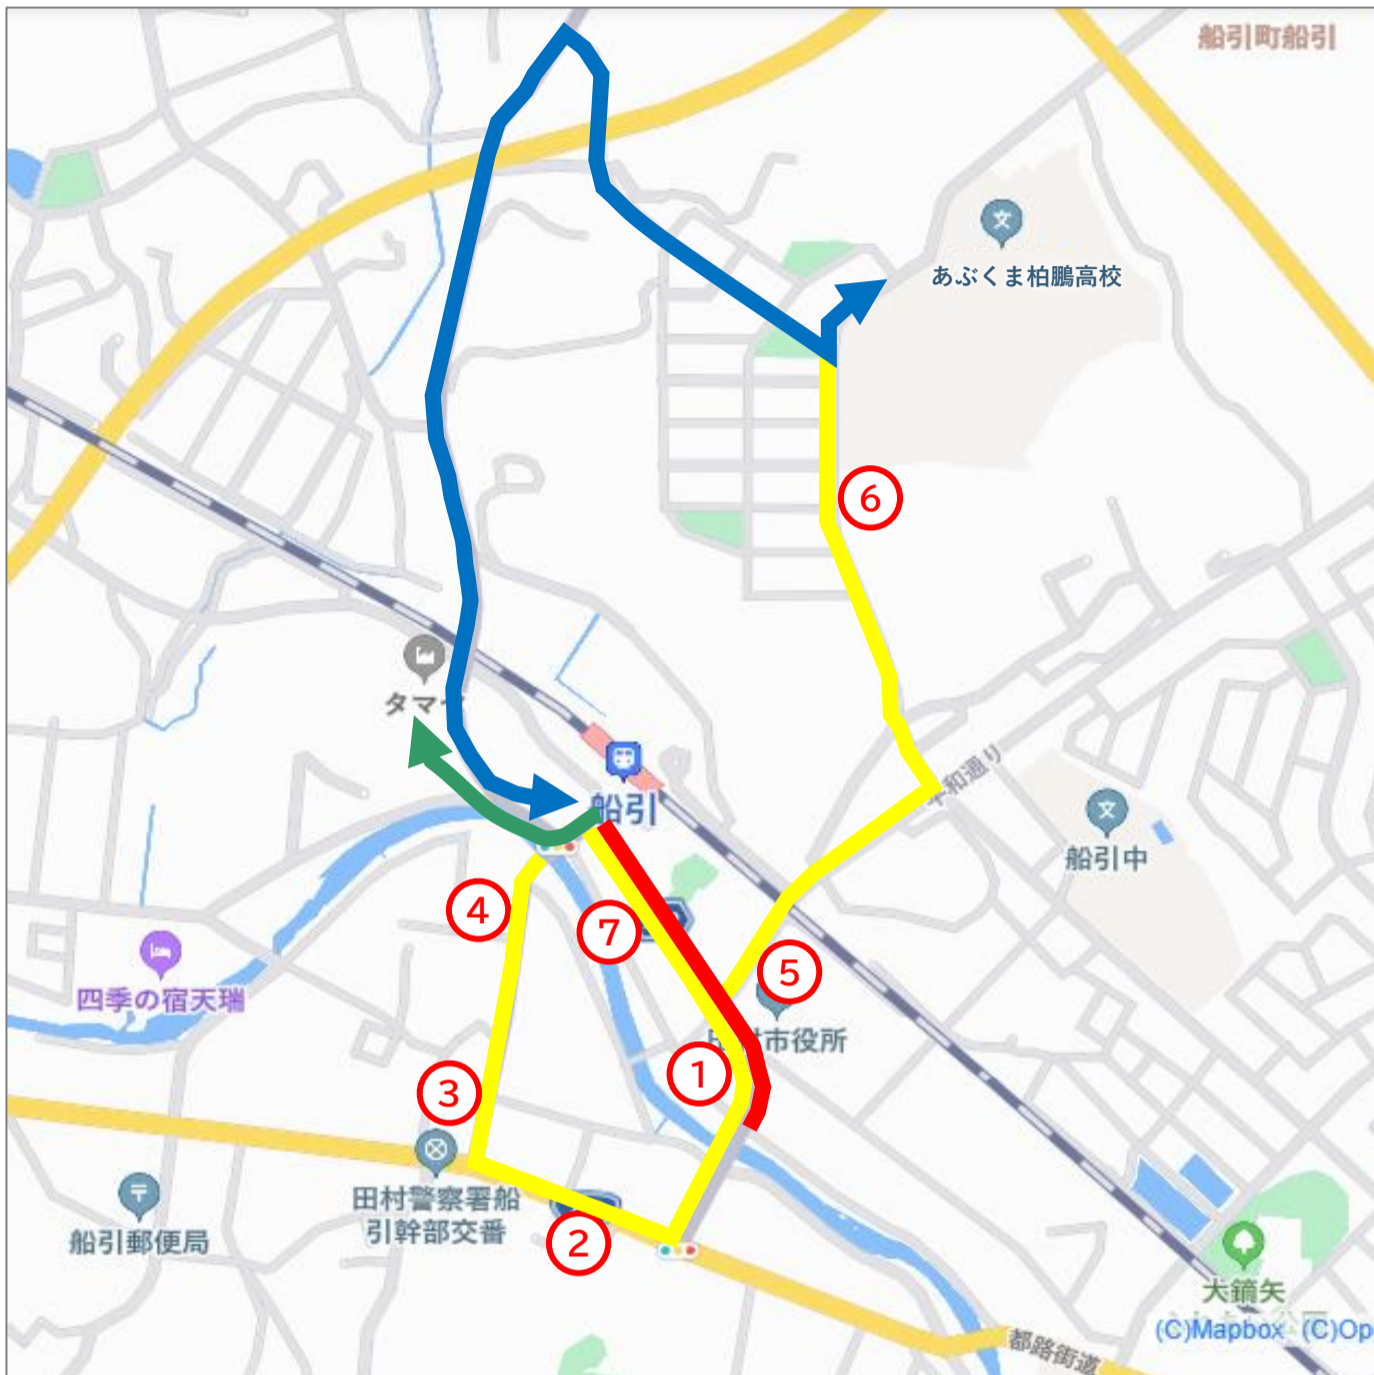 船引町船引
あぶくま柏鵬高校
⑥
タマ
平和通り
船引
船引中
④
⑦
⑤
四季の宿天瑞
市役所
①
③
田村警察署船
引幹部交番
船引郵便局
②
大鏑矢
(C)Mapbox (C)Op
都路街道